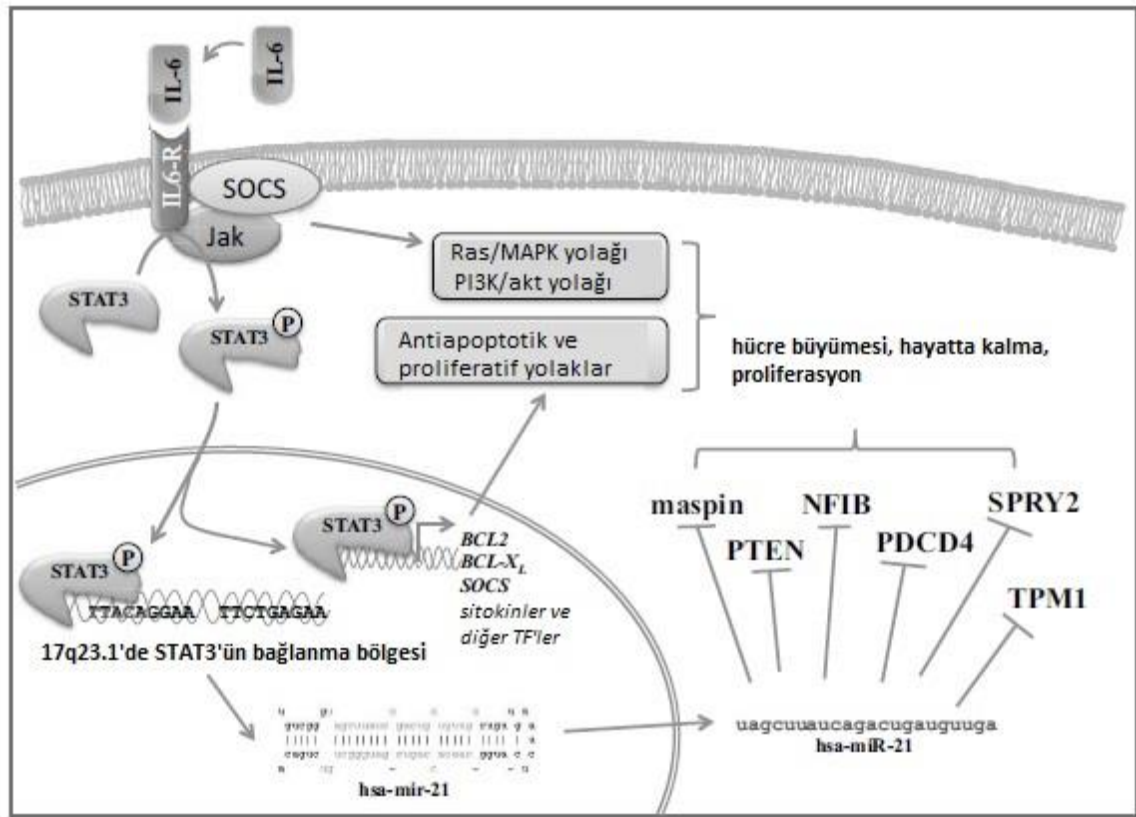 IL-6
IL-6
IL6-R
SOCS
Jak
STAT3
STAT3
P
Ras/MAPK yolağı
PI3K/akt yolağı
Antiapoptotik ve
proliferatif yolaklar
hücre büyümesi, hayatta kalma,
proliferasyon
STAT3
P
BCL2
BCL-XL
SOCS
sitokinler ve
diğer TF'ler
STAT3
P
TTACAGGAA TTCTGAGAA
17q23.1'de STAT3'ün bağlanma bölgesi
hsa-mir-21
maspin
NFIB
SPRY2
PTEN
PDCD4
TPM1
uagcuuaucagacugauguuga
hsa-miR-21